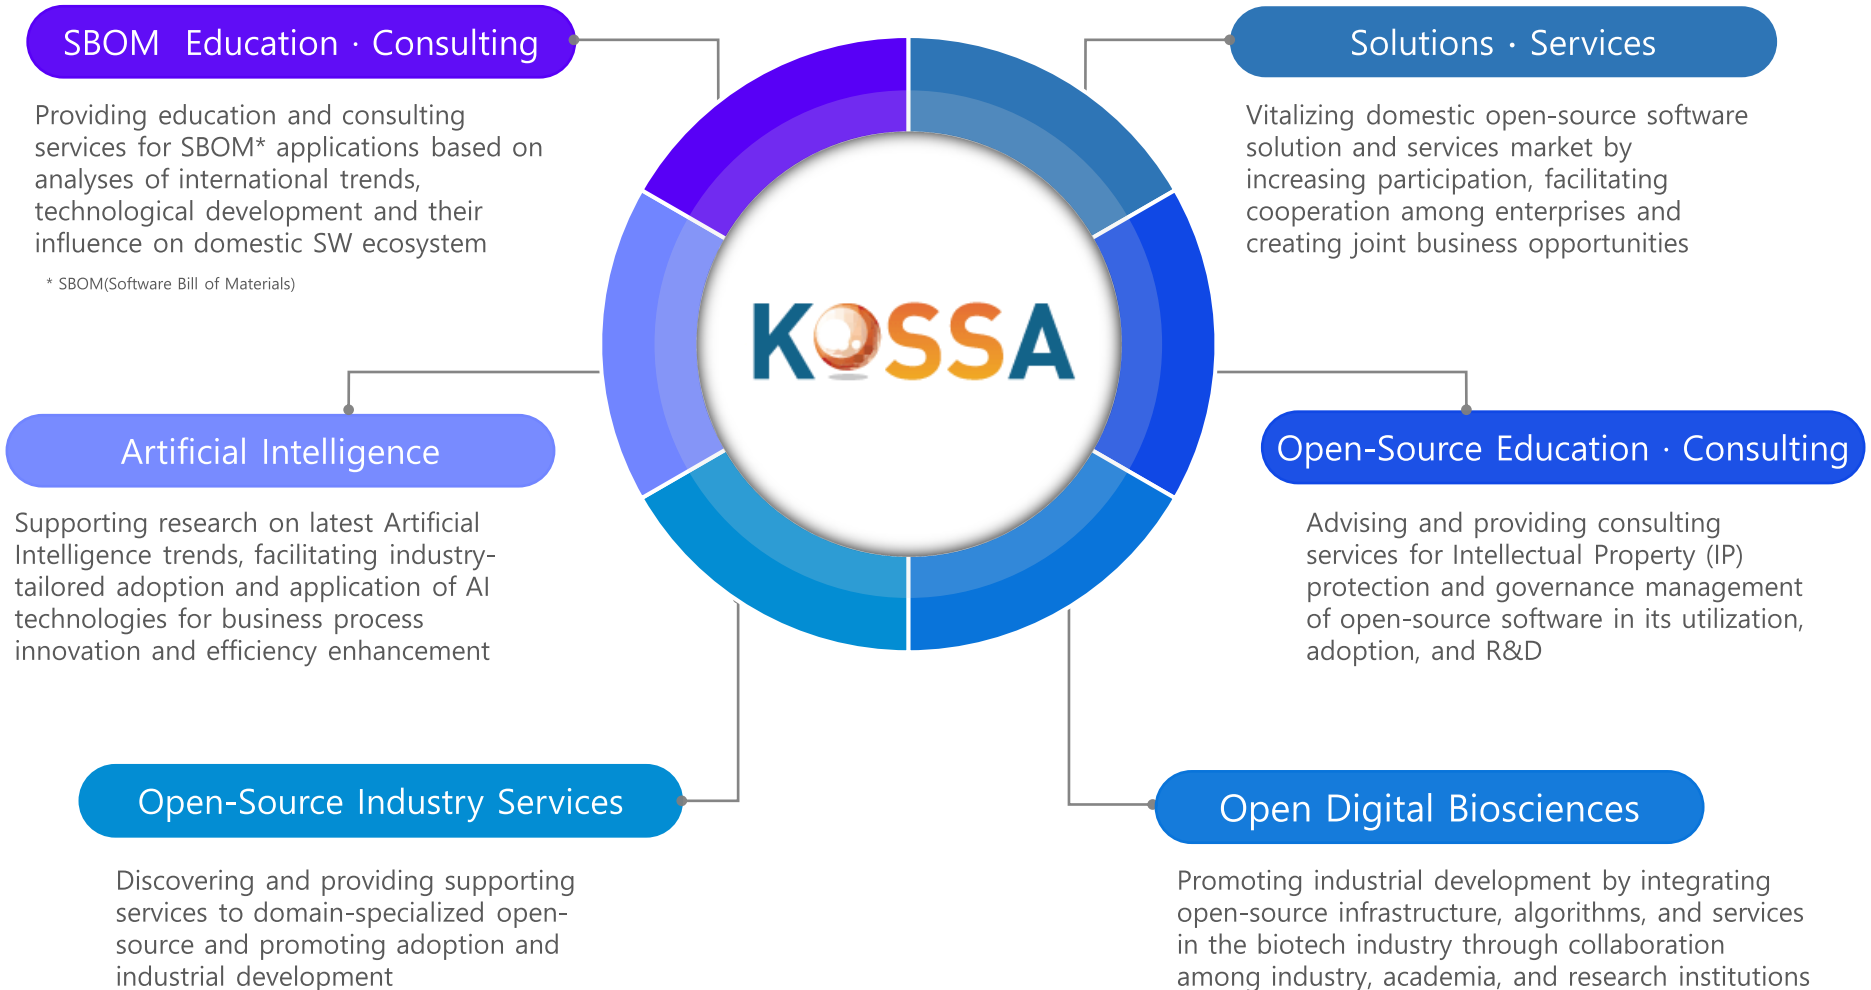 SBOM Education · Consulting
Providing education and consulting
services for SBOM* applications based on
analyses of international trends,
technological development and their
influence on domestic SW ecosystem
* SBOM(Software Bill of Materials)
Solutions · Services
Vitalizing domestic open-source software
solution and services market by
increasing participation, facilitating
cooperation among enterprises and
creating joint business opportunities
KOSSA
Artificial Intelligence
Supporting research on latest Artificial
Intelligence trends, facilitating industry-
tailored adoption and application of AI
technologies for business process
innovation and efficiency enhancement
Open-Source Education · Consulting
Advising and providing consulting
services for Intellectual Property (IP)
protection and governance management
of open-source software in its utilization,
adoption, and R&D
Open-Source Industry Services
Discovering and providing supporting
services to domain-specialized open-
source and promoting adoption and
industrial development
Open Digital Biosciences
Promoting industrial development by integrating
open-source infrastructure, algorithms, and services
in the biotech industry through collaboration
among industry, academia, and research institutions